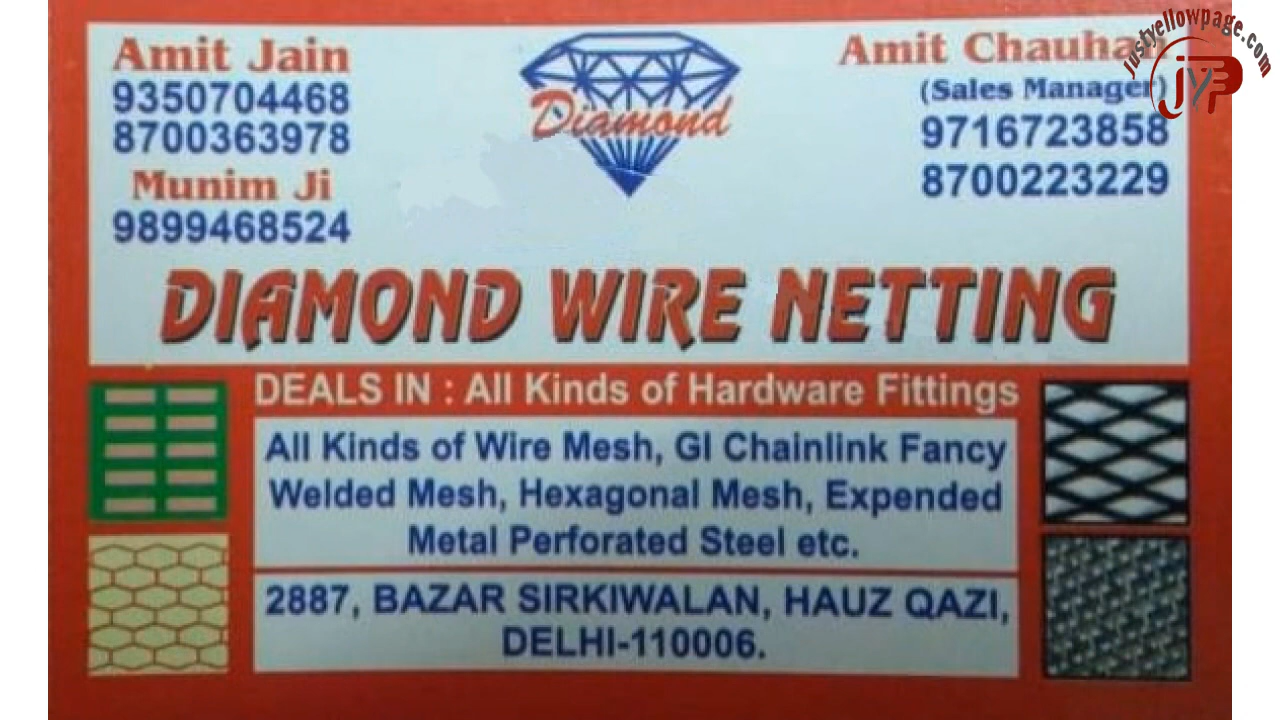 Amit Jain
9350704468
8700363978
Munim Ji
9899468524
Diamond
Amit Chauhan
(Sales Manager)
9716723858
8700223229
justyellowpage.com
jyp
DIAMOND WIRE NETTING
DEALS IN : All Kinds of Hardware Fittings
All Kinds of Wire Mesh, GI Chainlink Fancy
Welded Mesh, Hexagonal Mesh, Expended
Metal Perforated Steel etc.
2887, BAZAR SIRKIWALAN, HAUZ QAZI,
DELHI-110006.